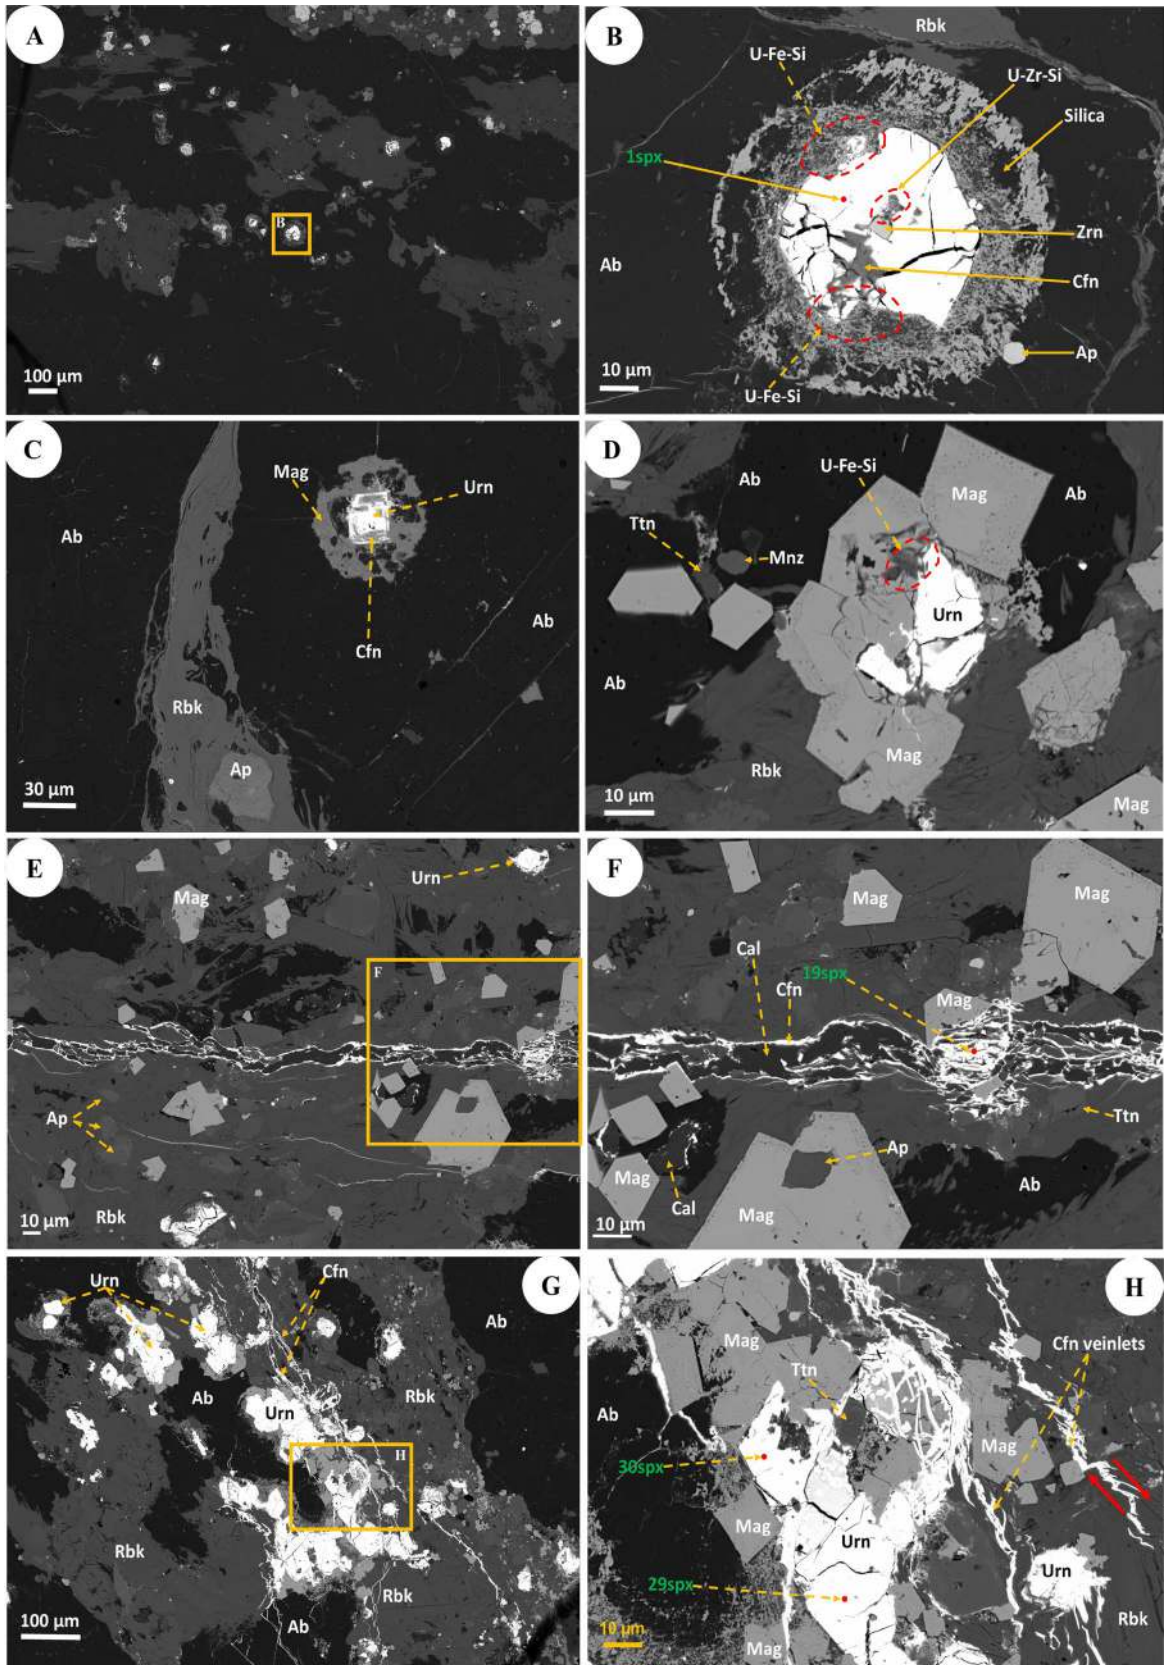 A
B
100 µm
B
Rbk
U-Fe-Si
U-Zr-Si
Silica
1spx
Zrn
Ab
Cfn
Ap
U-Fe-Si
10 µm
C
Mag
Urn
Ab
Ab
Cfn
Rbk
Ap
30 µm
D
U-Fe-Si
Ab
Mag
Ab
Ttn
Mnz
Urn
Ab
Rbk
Mag
Mag
10 µm
E
Urn
Mag
F
Ap
Rbk
10 µm
F
Mag
Mag
Cal
19spx
Cfn
Mag
Ttn
Ap
Mag
Cal
Mag
Ab
10 µm
G
Urn
Cfn
Ab
Ab
Rbk
Urn
H
Rbk
Rbk
Ab
100 µm
H
Mag
Cfn veinlets
Ttn
Ab
Mag
30spx
Mag
Urn
Urn
29spx
Rbk
10 µm
Mag